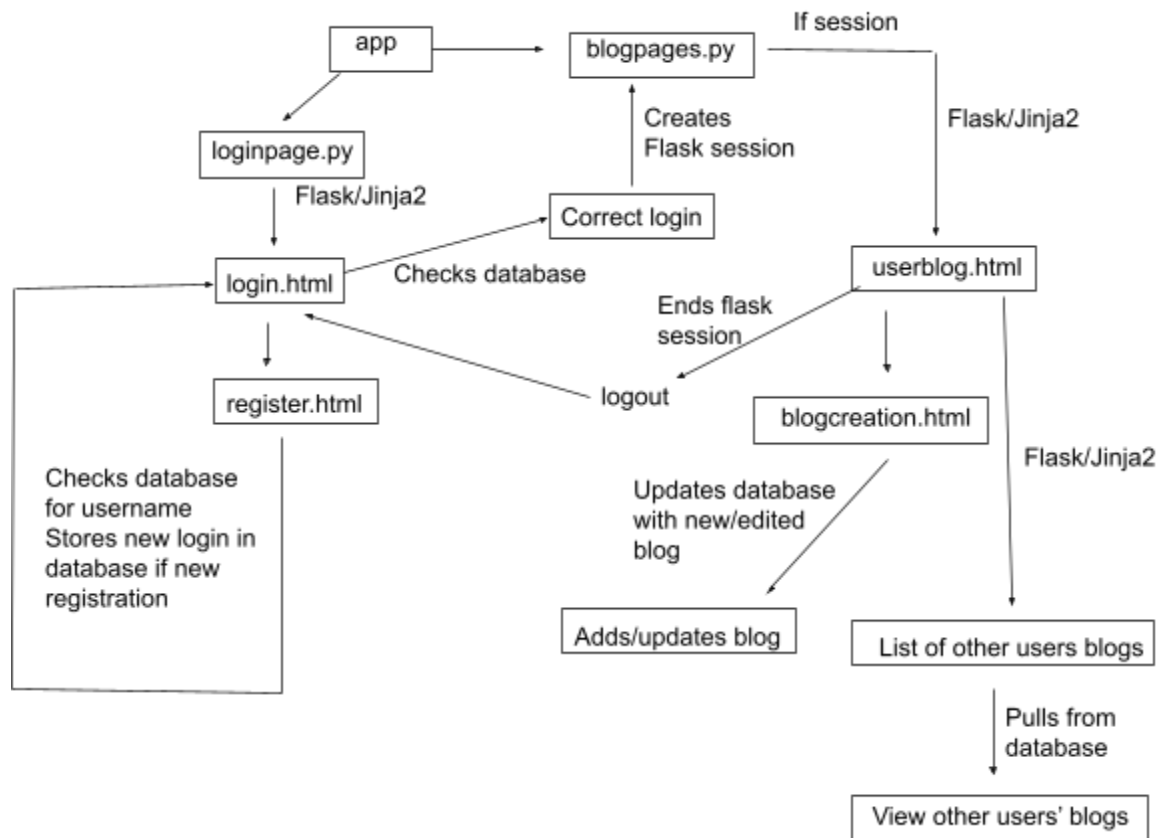 If session
app
blogpages.py
Creates
Flask session
Flask/Jinja2
loginpage.py
Flask/Jinja2
Correct login
Checks database
login.html
userblog.html
Ends flask
session
logout
register.html
blogcreation.html
Flask/Jinja2
Checks database
for username
Stores new login in
database if new
registration
Updates database
with new/edited
blog
Adds/updates blog
List of other users blogs
Pulls from
database
View other users’ blogs